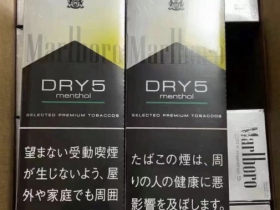 Marlboro
DRY5
menthol
SELECTED PREMIUM TOBACCOS
望まない受動喫煙
が生じないよう、屋
外や家庭でも周囲
Marlboro
DRY5
menthol
SELECTED PREMIUM TOBACCOS
たばこの煙は、周
りの人の健康に悪
影響を及ぼします。
Marlboro